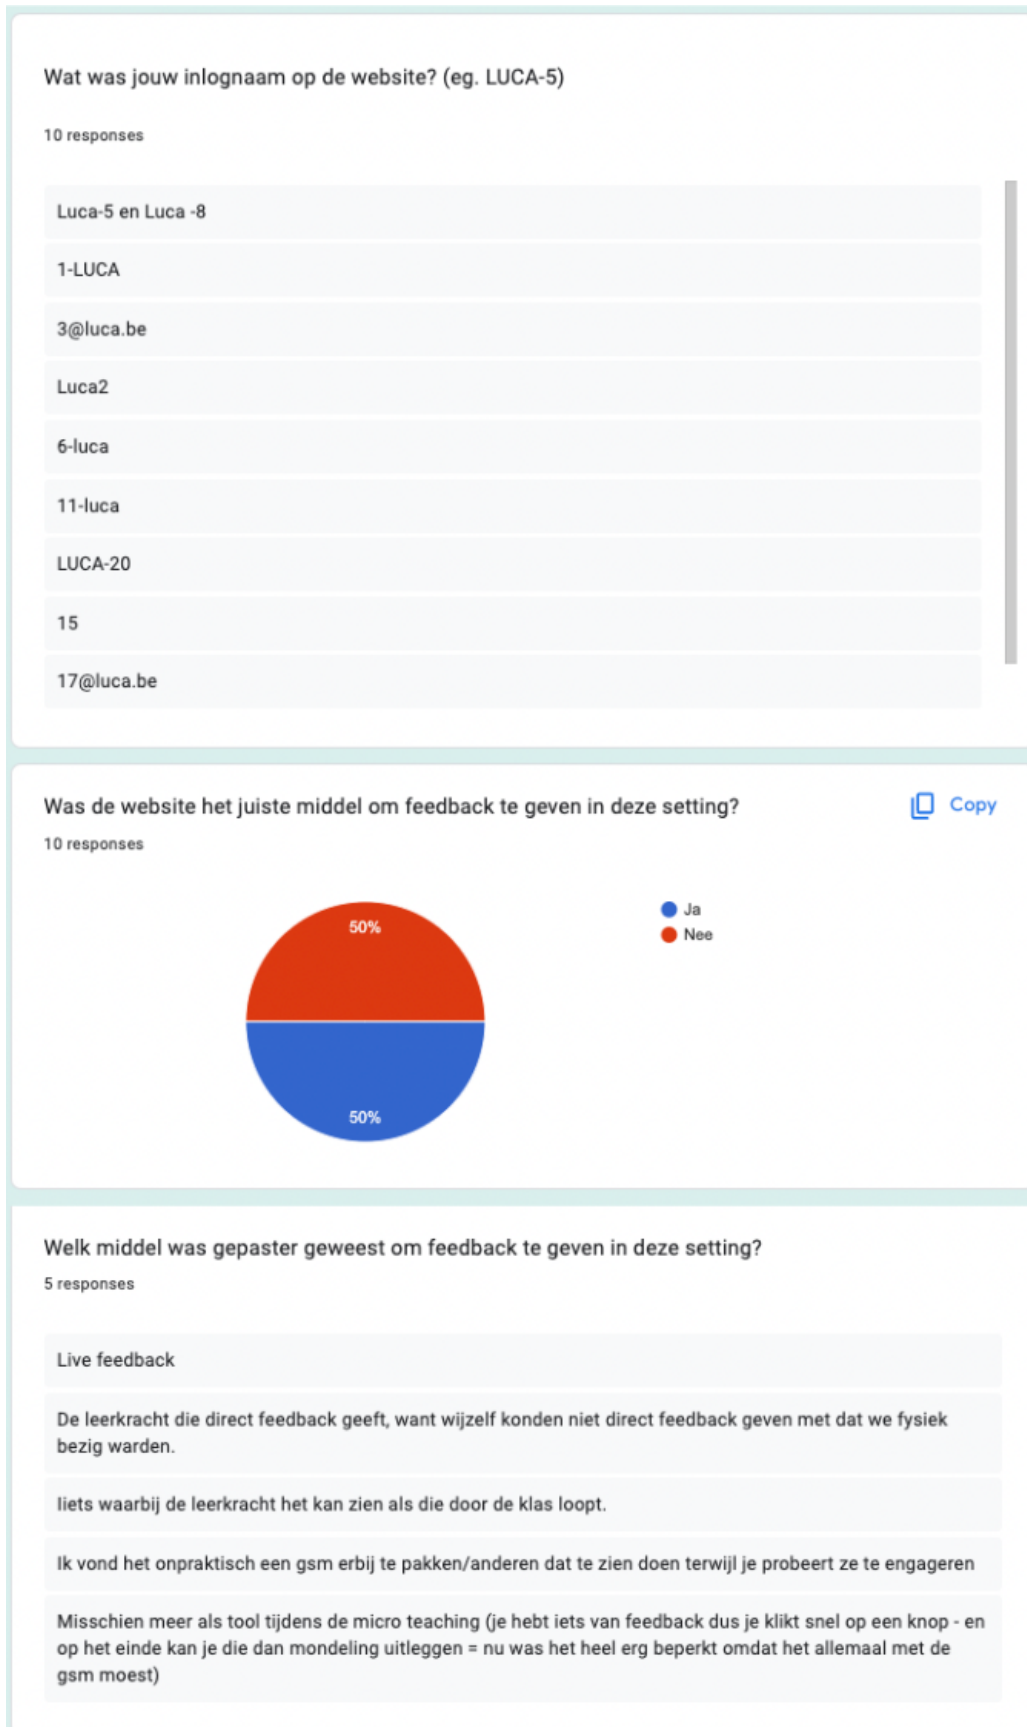 Wat was jouw inlognaam op de website? (eg. LUCA-5)
10 responses
Luca-5 en Luca -8
1-LUCA
3@luca.be
Luca2
6-luca
11-luca
LUCA-20
15
17@luca.be
Was de website het juiste middel om feedback te geven in deze setting?
Copy
10 responses
50%
Ja
Nee
50%
Welk middel was gepaster geweest om feedback te geven in deze setting?
5 responses
Live feedback
De leerkracht die direct feedback geeft, want wijzelf konden niet direct feedback geven met dat we fysiek
bezig warden.
Iiets waarbij de leerkracht het kan zien als die door de klas loopt.
Ik vond het onpraktisch een gsm erbij te pakken/anderen dat te zien doen terwijl je probeert ze te engageren
Misschien meer als tool tijdens de micro teaching (je hebt iets van feedback dus je klikt snel op een knop - en
op het einde kan je die dan mondeling uitleggen = nu was het heel erg beperkt omdat het allemaal met de
gsm moest)